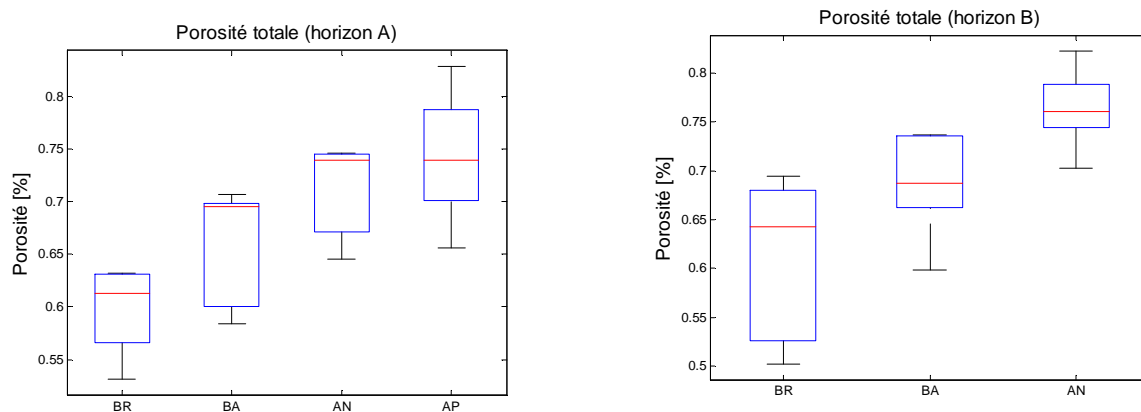 Porosité totale (horizon A)
Porosité [%]
0.8
0.75
0.7
0.65
0.6
0.55
BR BA AN AP
Porosité totale (horizon B)
Porosité [%]
0.8
0.75
0.7
0.65
0.6
0.55
0.5
BR BA AN